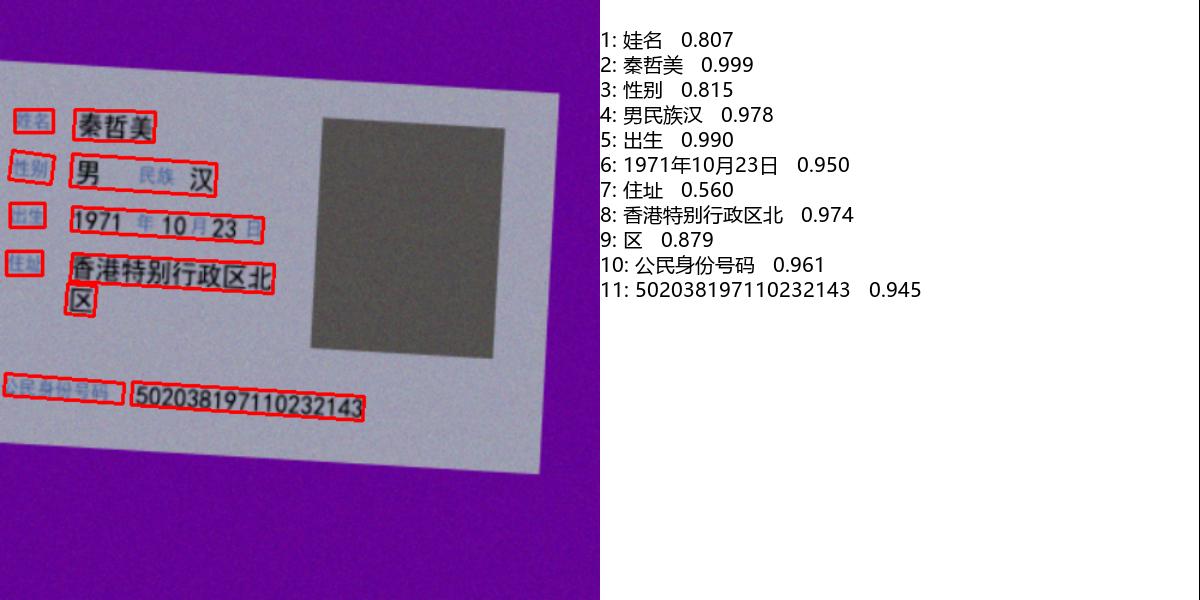 姓名 秦哲美
性别 男 民族 汉
出生 1971 年 10 月 23 日
住址 香港特别行政区北
区
公民身份号码 502038197110232143
1: 娃名 0.807
2: 秦哲美 0.999
3: 性别 0.815
4: 男民族汉 0.978
5: 出生 0.990
6: 1971年10月23日 0.950
7: 住址 0.560
8: 香港特别行政区北 0.974
9: 区 0.879
10: 公民身份号码 0.961
11: 502038197110232143 0.945